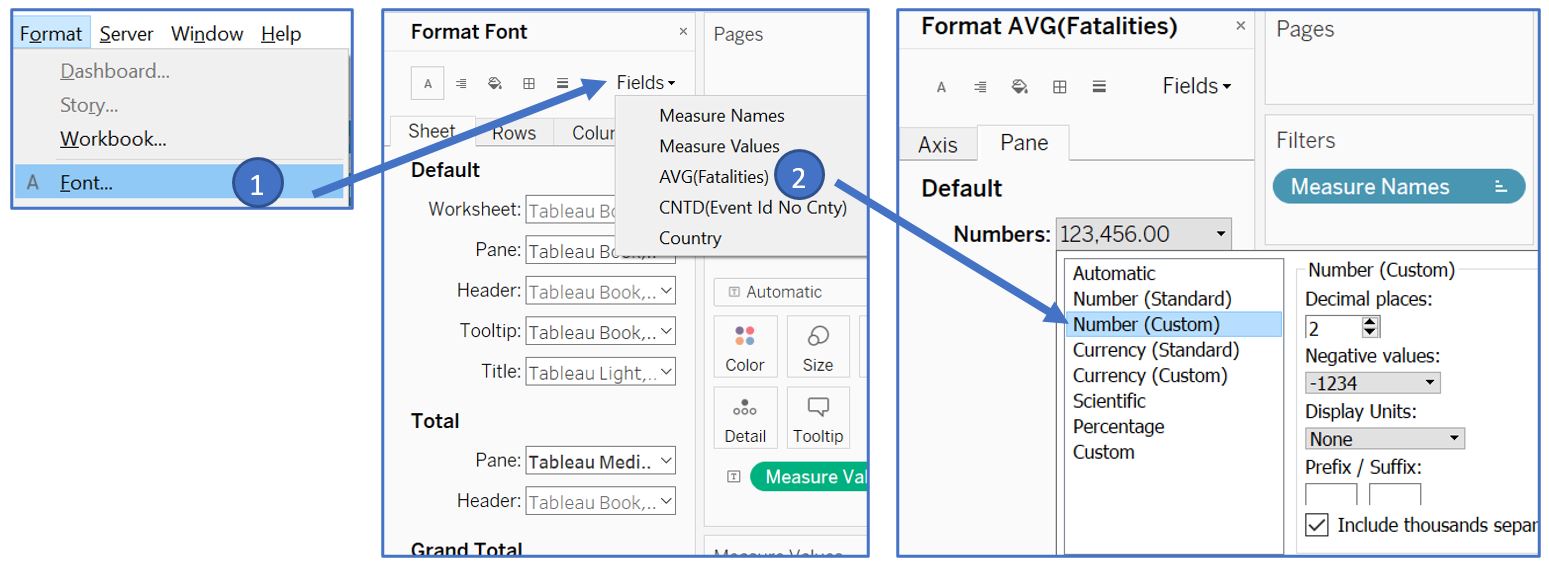 Format Server Window Help
Dashboard...
Story...
Workbook...
A Font...
1
Format Font ×
A Fields
Measure Names
Measure Values
AVG(Fatalities)
CNTD(Event Id No Cnty)
Country
2
Sheet Rows Colur
Default
Worksheet: Tableau Boo
Pane: Tableau Book,..
Header: Tableau Book,..
Tooltip: Tableau Book,..
Title: Tableau Light,..
Total
Pane: Tableau Medi..
Header: Tableau Book,..
Grand Total
Pages
Automatic
Color Size
Detail Tooltip
Measure Val
Measure Values
Format AVG(Fatalities) ×
A Fields
Axis Pane
Default
Numbers: 123,456.00
Automatic
Number (Standard)
Number (Custom)
Currency (Standard)
Currency (Custom)
Scientific
Percentage
Custom
Number (Custom)
Decimal places:
2
Negative values:
-1234
Display Units:
None
Prefix / Suffix:
Include thousands separ
Pages
Filters
Measure Names